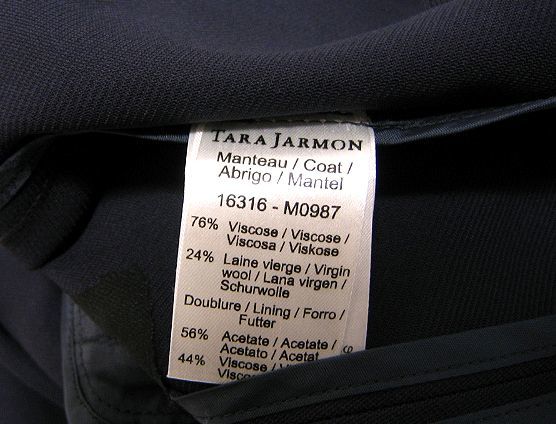 TARA JARMON
Manteau / Coat /
Abrigo / Mantel
16316 - M0987
76% Viscose / Viscose /
Viscosa / Viskose
24% Laine vierge / Virgin
wool / Lana virgen /
Schurwolle
Doublure / Lining / Forro /
Futter
56% Acetate / Acetate /
Acetato / Acetat
44% Viscose /